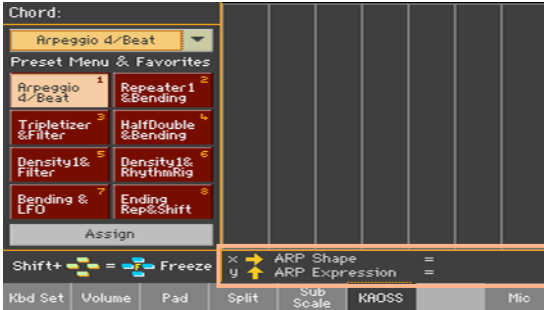 Chord:
Arpeggio 4/Beat
Preset Menu & Favorites
Arpeggio 4/Beat 1
Repeater1 &Bending 2
Tripletizer &Filter 3
HalfDouble &Bending 4
Density1& Filter 5
Density1& RhythmRig 6
Bending & LFO 7
Ending Rep&Shift 8
Assign
Shift+ = F Freeze
x ARP Shape =
y ARP Expression =
Kbd Set Volume Pad Split Sub Scale KAOSS Mic